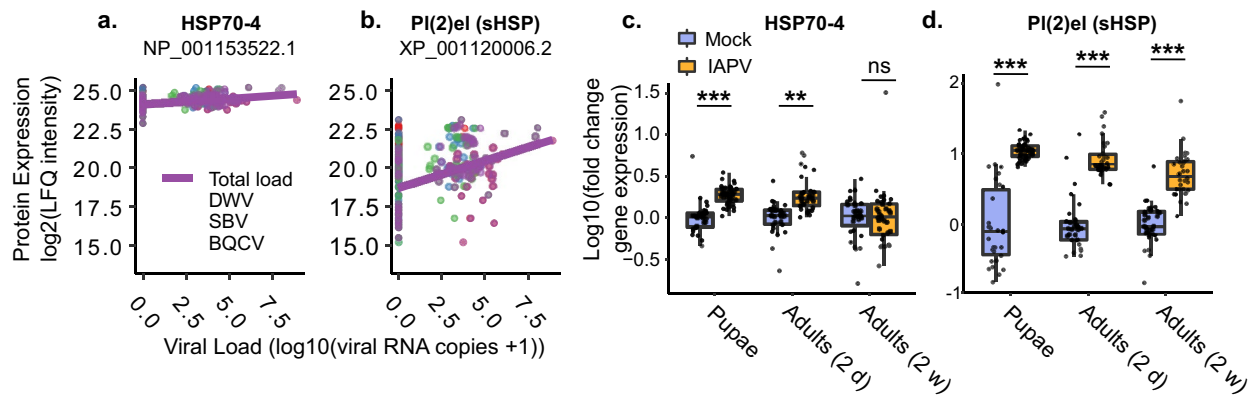 a.
HSP70-4
NP_001153522.1
Protein Expression
log2(LFQ intensity)
25.0
22.5
20.0
17.5
15.0
Total load
DWV
SBV
BQCV
0.0
2.5
5.0
7.5
b.
Pl(2)el (sHSP)
XP_001120006.2
25.0
22.5
20.0
17.5
15.0
0.0
2.5
5.0
7.5
Viral Load (log10(viral RNA copies +1))
c.
HSP70-4
Mock
IAPV
Log10(fold change
gene expression)
1.5
1.0
0.5
0.0
−0.5
***
**
ns
Pupae
Adults (2 d)
Adults (2 w)
d.
Pl(2)el (sHSP)
2
1
0
-1
***
***
***
Pupae
Adults (2 d)
Adults (2 w)